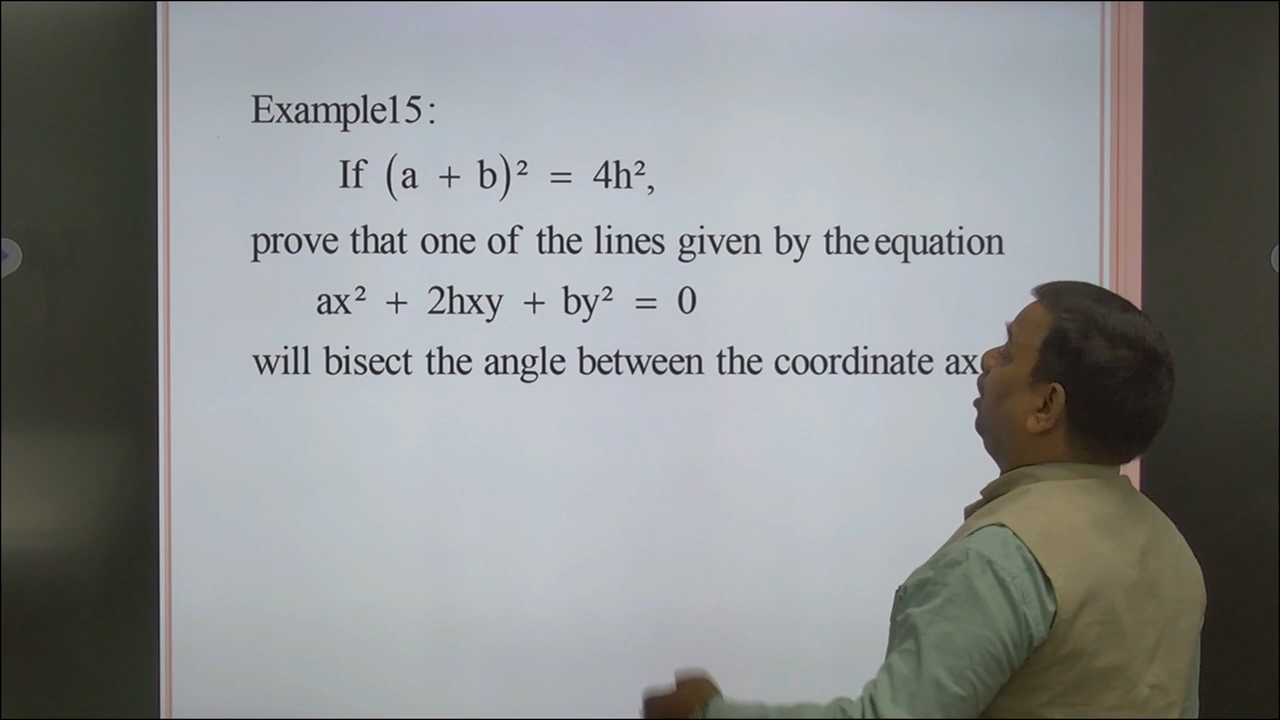 Example15:
If (a + b)² = 4h²,
prove that one of the lines given by the equation
ax² + 2hxy + by² = 0
will bisect the angle between the coordinate